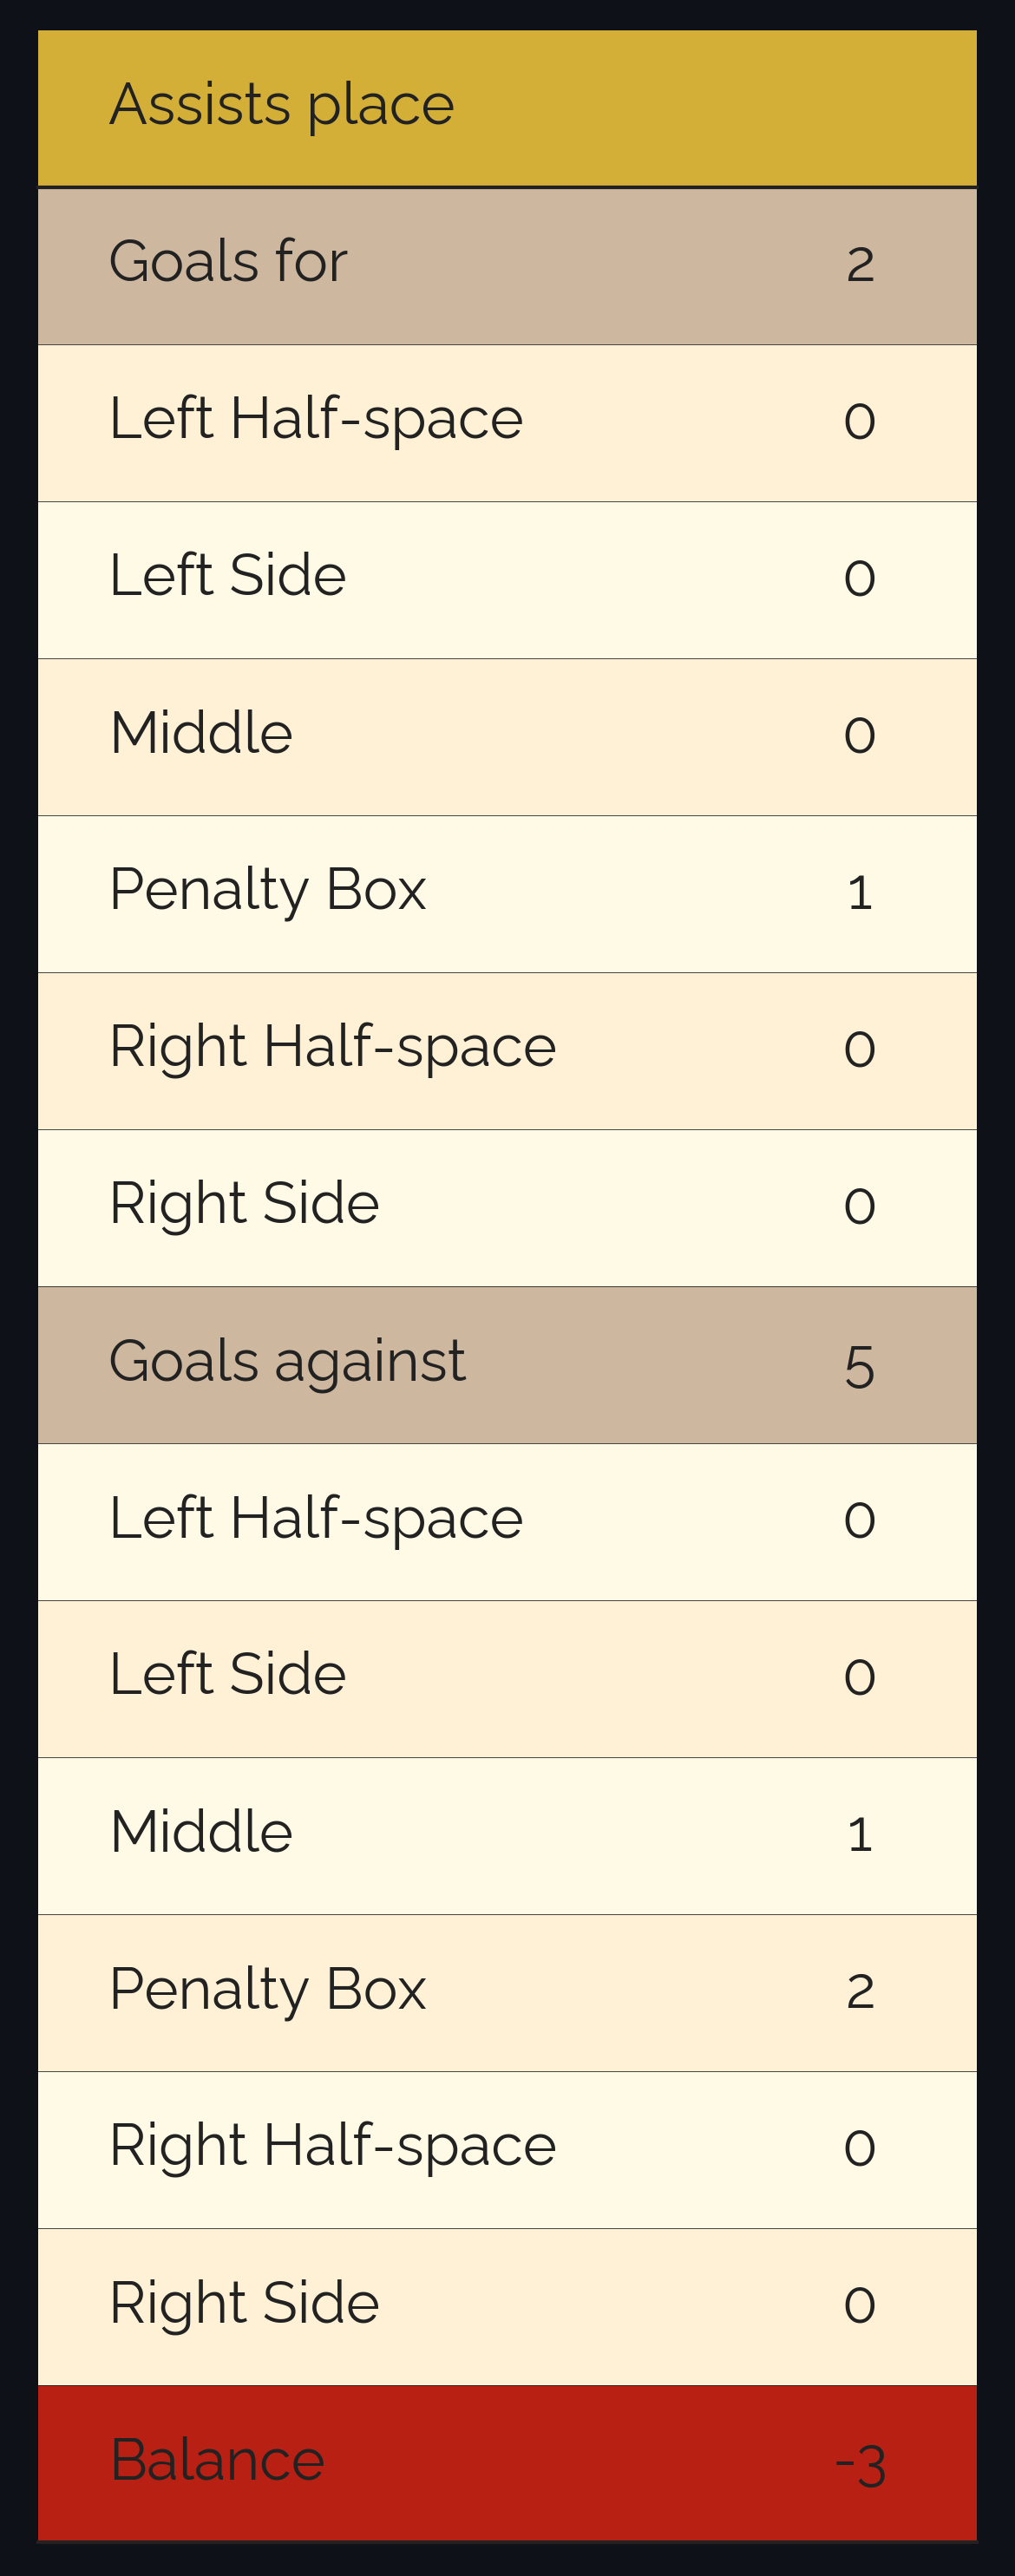 Assists place
Goals for 2
Left Half-space 0
Left Side 0
Middle 0
Penalty Box 1
Right Half-space 0
Right Side 0
Goals against 5
Left Half-space 0
Left Side 0
Middle 1
Penalty Box 2
Right Half-space 0
Right Side 0
Balance -3